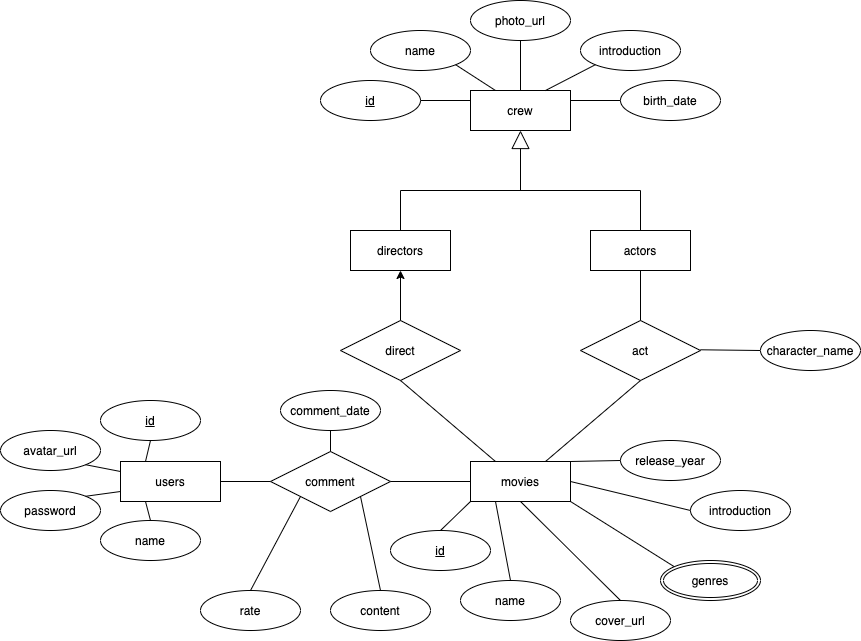 photo_url
name
introduction
id
crew
birth_date
directors
actors
direct
act
character_name
comment_date
id
avatar_url
release_year
users
comment
movies
password
introduction
name
id
genres
name
rate
content
cover_url